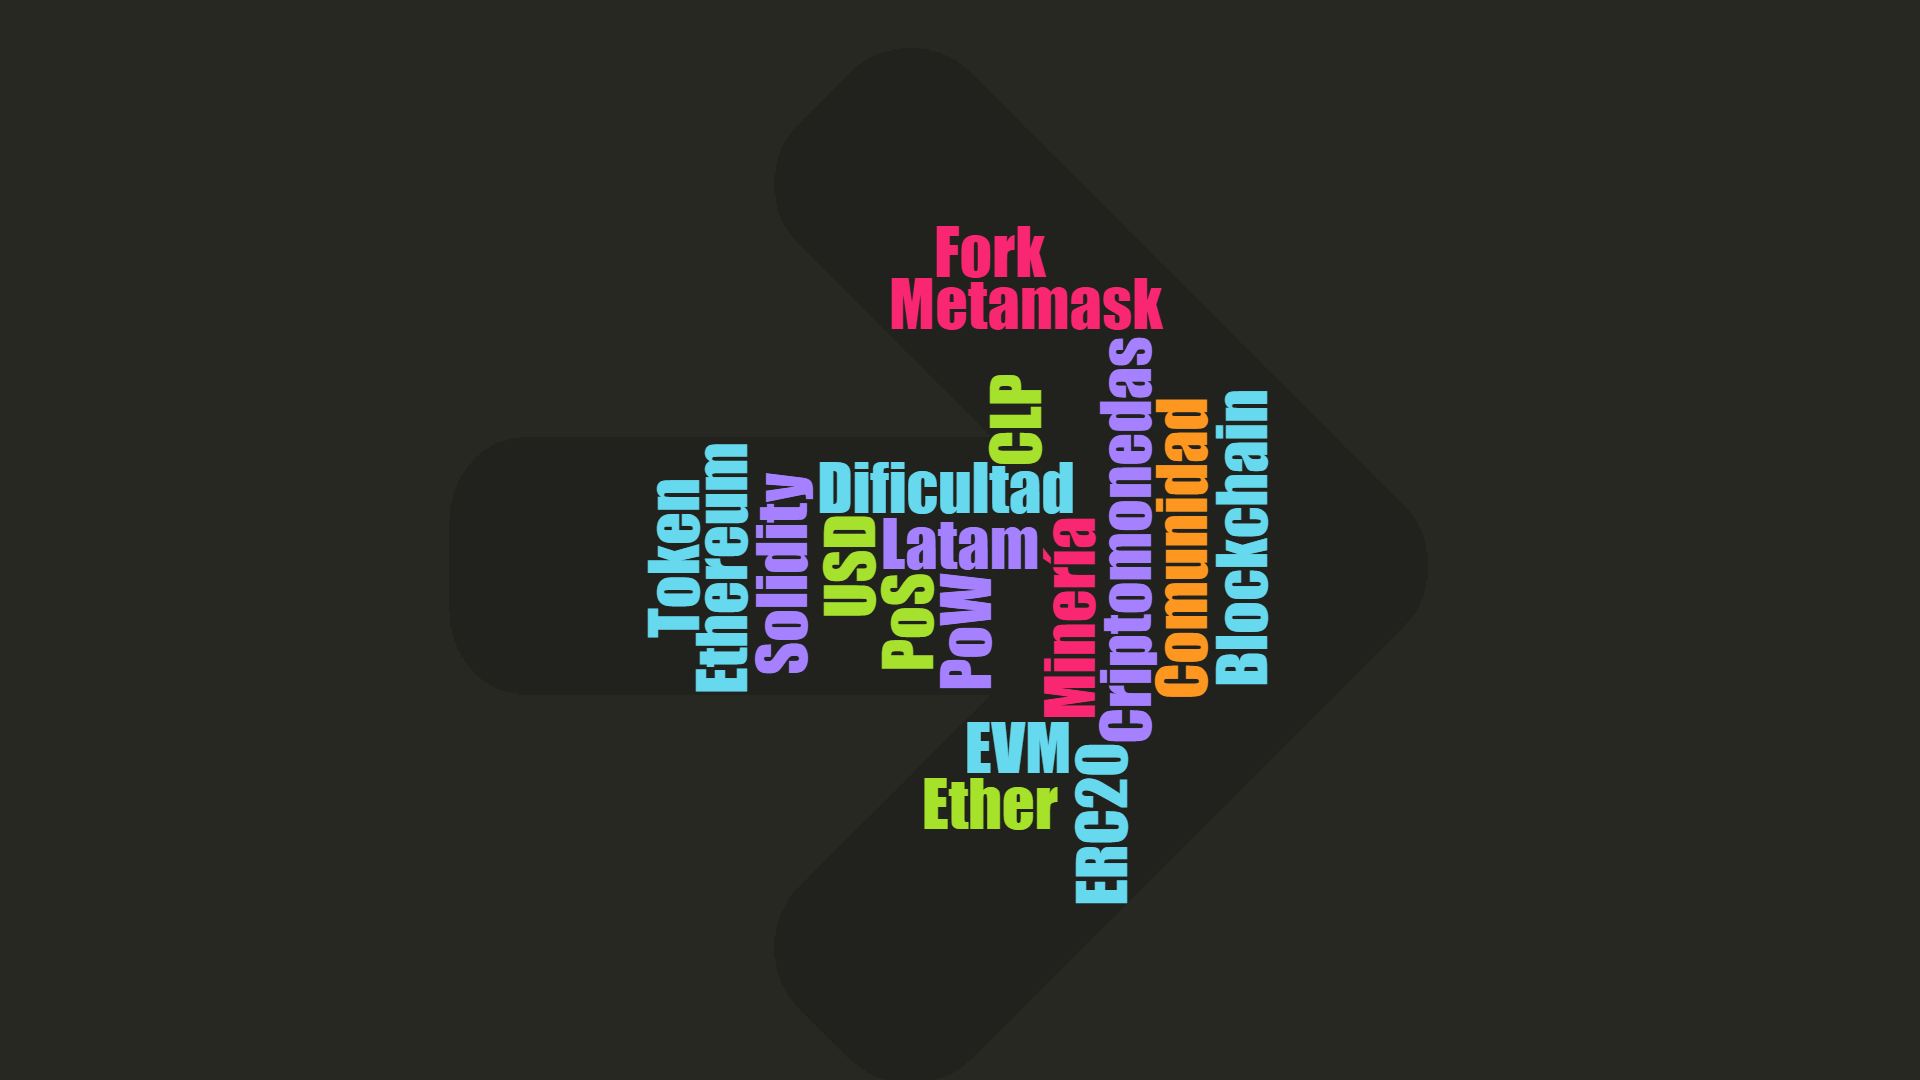 Fork
Metamask
CLP
criptomonedas
Comunidad
Blockchain
Token
Ethereum
Solidity
Dificultad
USD
Latam
PoS
PoW
Minería
EVM
Ether
ERC20